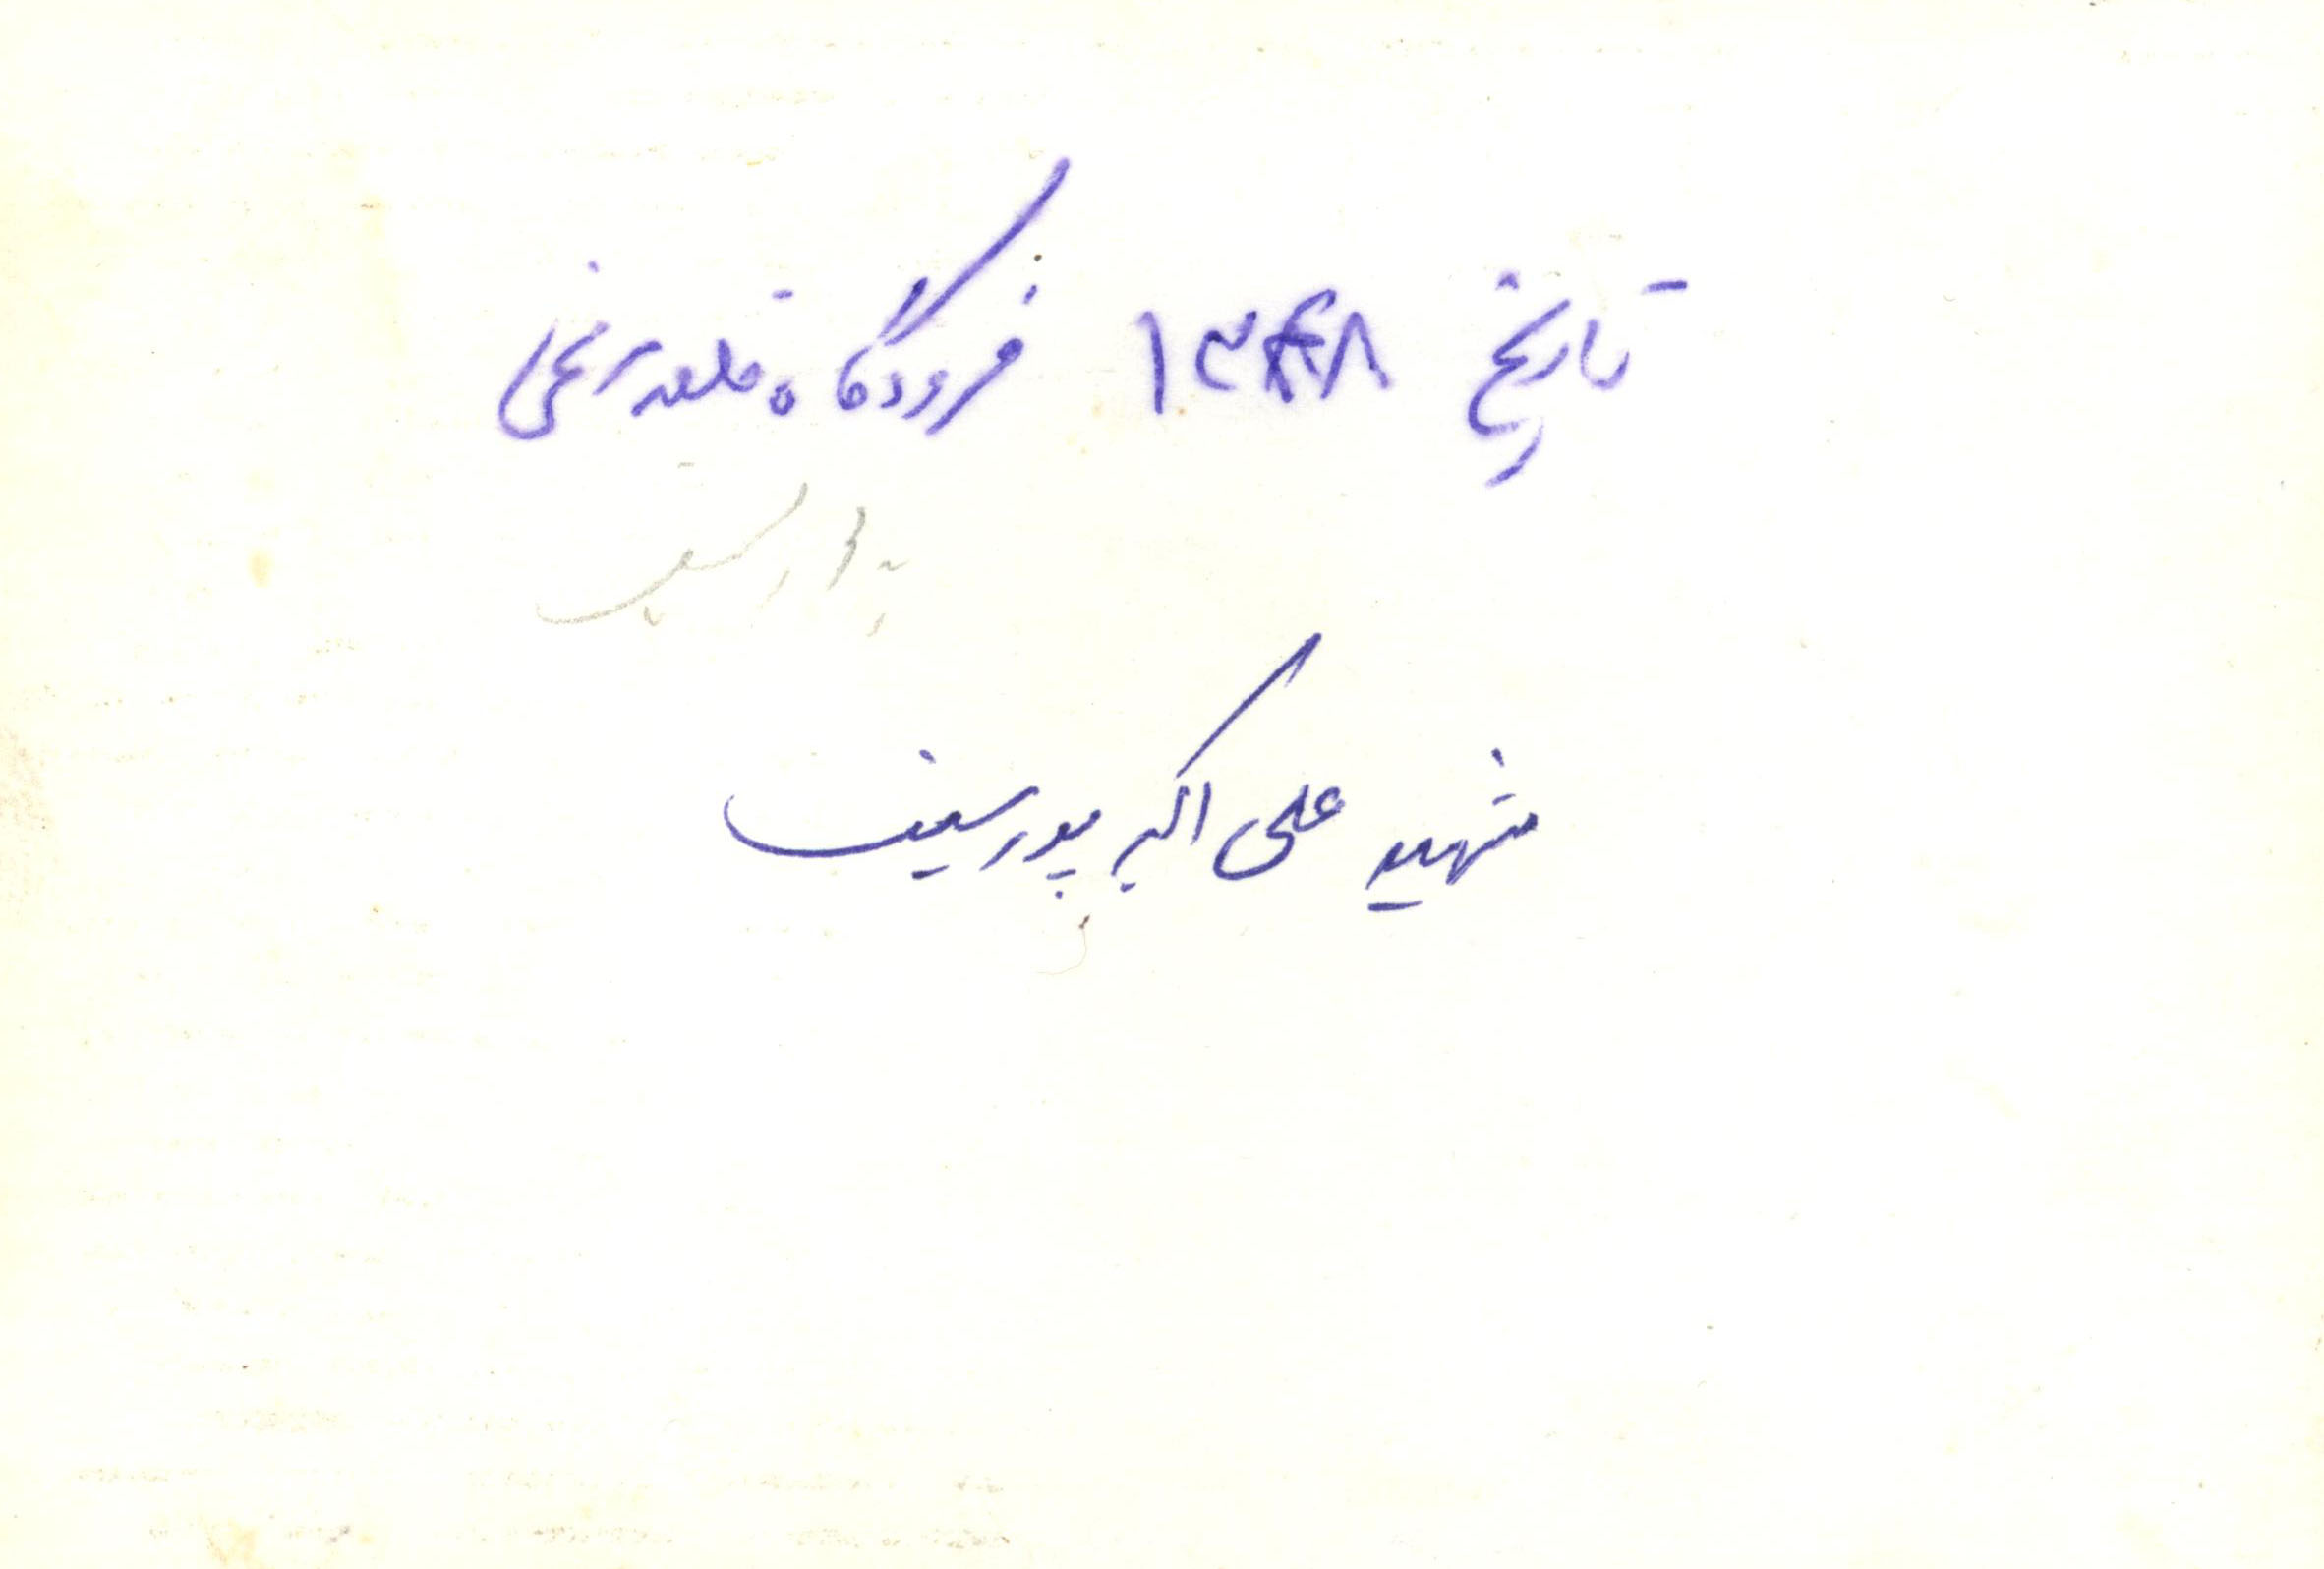 تاریخ ۱۳۴۸ فرودگاه قلعه مرغی
شهید علی اکبر پورسیف